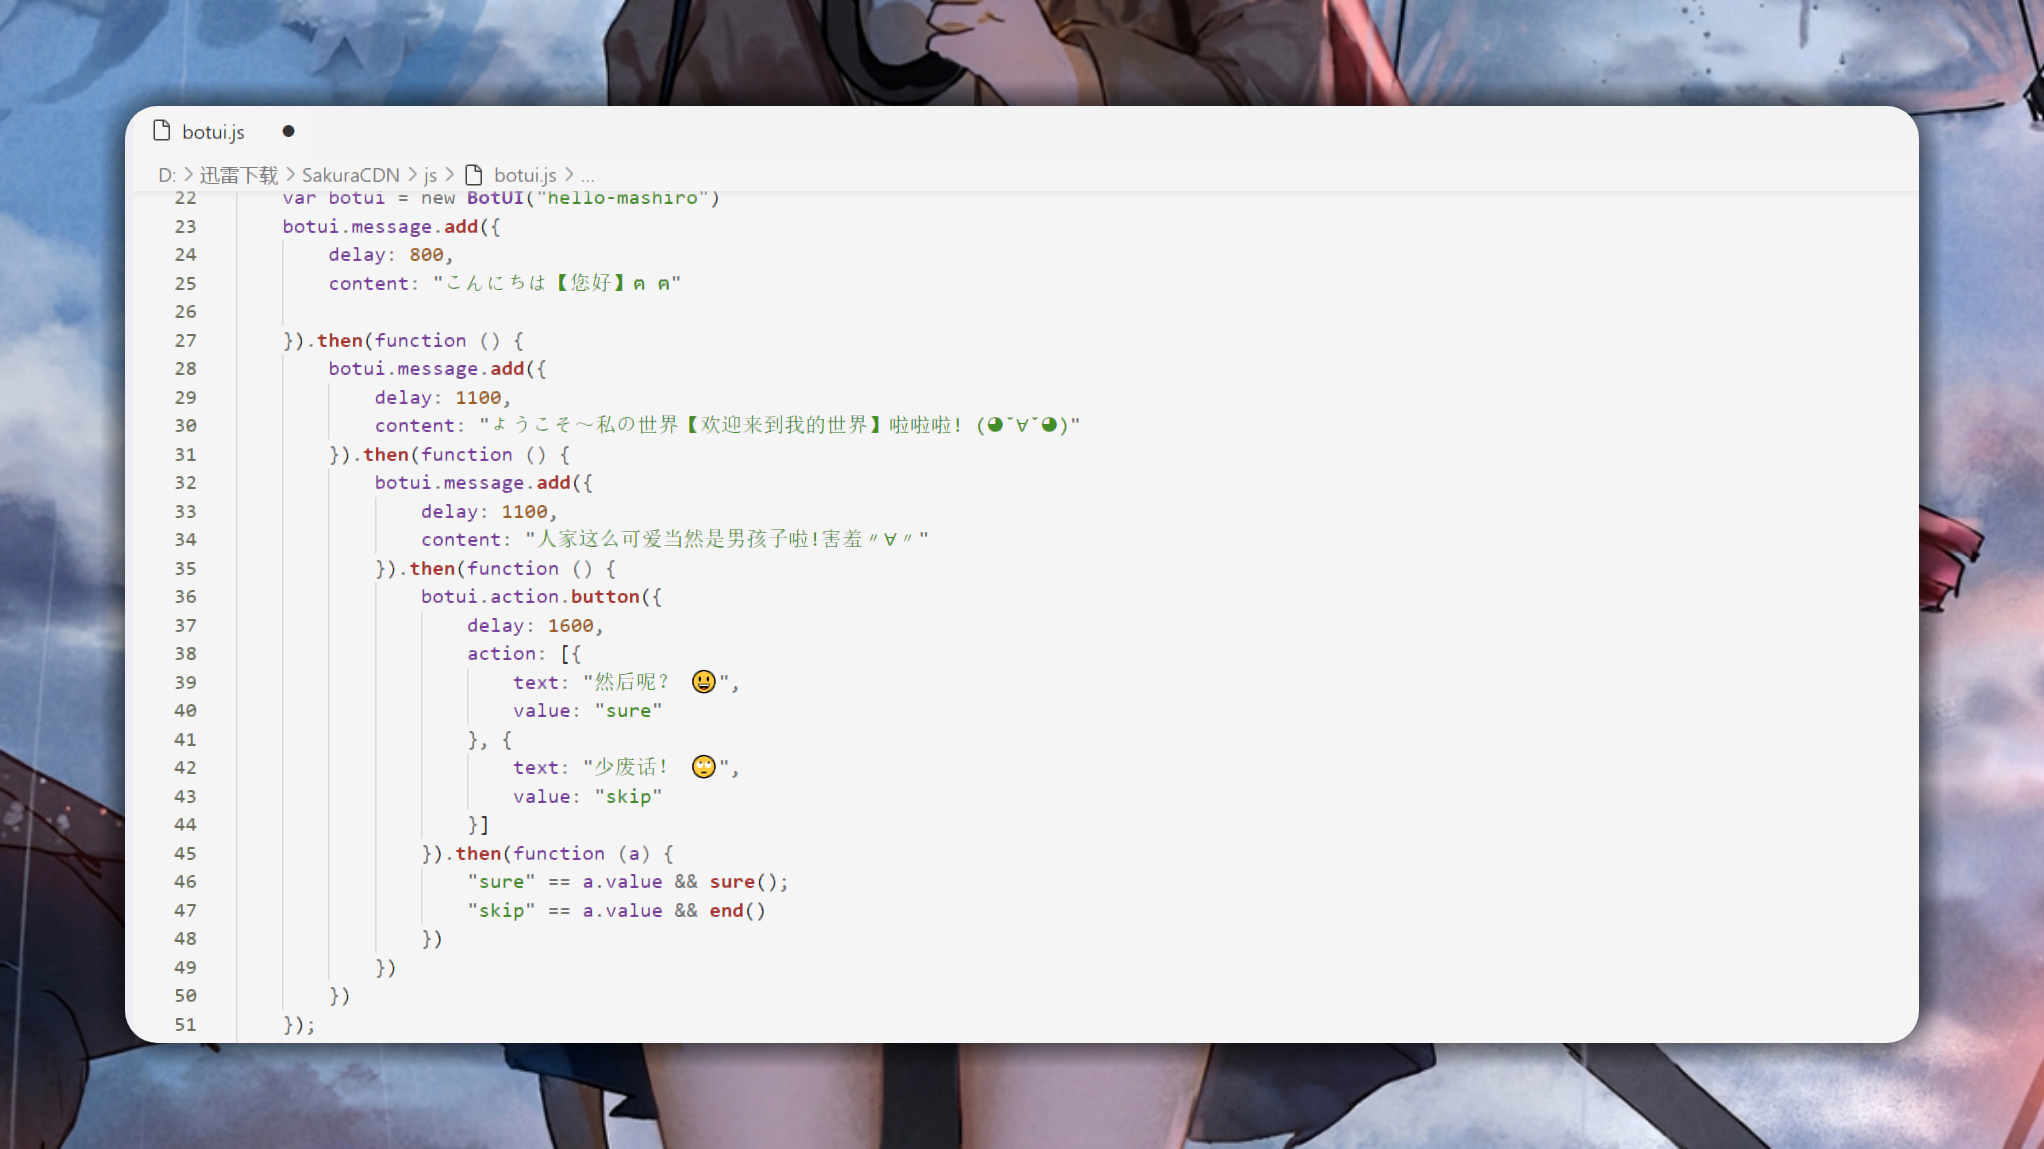 botui.js ●
D: > 迅雷下载 > SakuraCDN > js > botui.js > ...
22 var botui = new BotUI("hello-mashiro")
23 botui.message.add({
24 delay: 800,
25 content: "こんにちは【您好】ฅ ฅ"
26
27 }).then(function () {
28 botui.message.add({
29 delay: 1100,
30 content: "ようこそ～私の世界【欢迎来到我的世界】啦啦啦! (◕ˇ∀ˇ◕)"
31 }).then(function () {
32 botui.message.add({
33 delay: 1100,
34 content: "人家这么可爱当然是男孩子啦!害羞〃∀〃"
35 }).then(function () {
36 botui.action.button({
37 delay: 1600,
38 action: [{
39 text: "然后呢? 😃",
40 value: "sure"
41 }, {
42 text: "少废话! 🙄",
43 value: "skip"
44 }]
45 }).then(function (a) {
46 "sure" == a.value && sure();
47 "skip" == a.value && end()
48 })
49 })
50 })
51 });